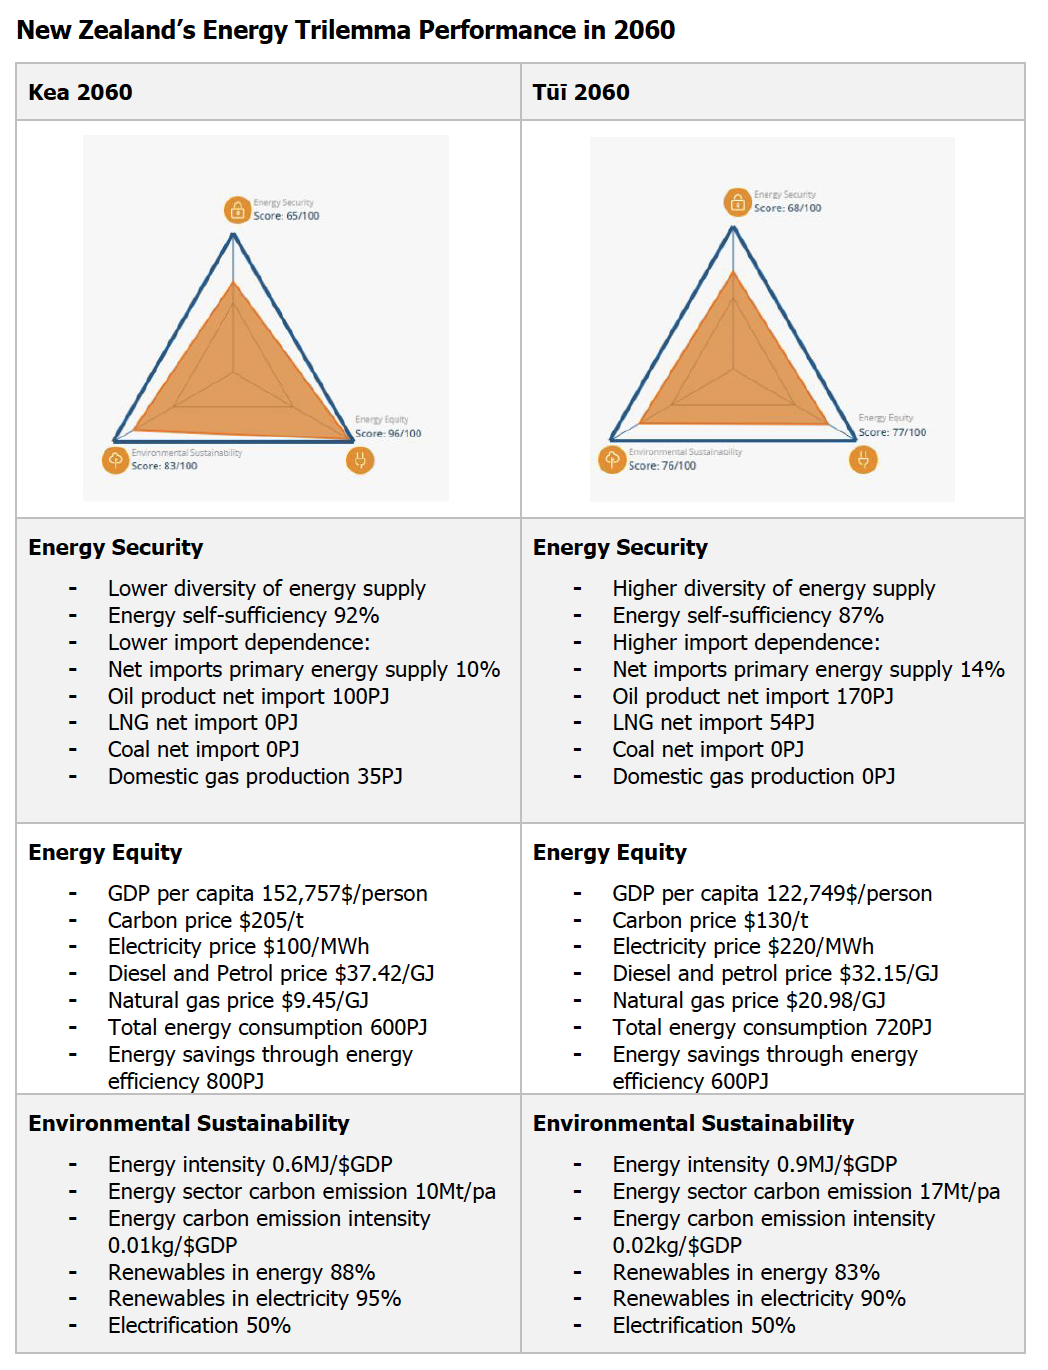 New Zealand’s Energy Trilemma Performance in 2060
Kea 2060
Tūī 2060
Energy Security
Score: 65/100
Energy Equity
Score: 96/100
Environmental Sustainability
Score: 83/100
Energy Security
Score: 68/100
Energy Equity
Score: 77/100
Environmental Sustainability
Score: 76/100
Energy Security
- Lower diversity of energy supply
- Energy self-sufficiency 92%
- Lower import dependence:
- Net imports primary energy supply 10%
- Oil product net import 100PJ
- LNG net import 0PJ
- Coal net import 0PJ
- Domestic gas production 35PJ
Energy Security
- Higher diversity of energy supply
- Energy self-sufficiency 87%
- Higher import dependence:
- Net imports primary energy supply 14%
- Oil product net import 170PJ
- LNG net import 54PJ
- Coal net import 0PJ
- Domestic gas production 0PJ
Energy Equity
- GDP per capita 152,757$/person
- Carbon price $205/t
- Electricity price $100/MWh
- Diesel and Petrol price $37.42/GJ
- Natural gas price $9.45/GJ
- Total energy consumption 600PJ
- Energy savings through energy
efficiency 800PJ
Energy Equity
- GDP per capita 122,749$/person
- Carbon price $130/t
- Electricity price $220/MWh
- Diesel and petrol price $32.15/GJ
- Natural gas price $20.98/GJ
- Total energy consumption 720PJ
- Energy savings through energy
efficiency 600PJ
Environmental Sustainability
- Energy intensity 0.6MJ/$GDP
- Energy sector carbon emission 10Mt/pa
- Energy carbon emission intensity
0.01kg/$GDP
- Renewables in energy 88%
- Renewables in electricity 95%
- Electrification 50%
Environmental Sustainability
- Energy intensity 0.9MJ/$GDP
- Energy sector carbon emission 17Mt/pa
- Energy carbon emission intensity
0.02kg/$GDP
- Renewables in energy 83%
- Renewables in electricity 90%
- Electrification 50%